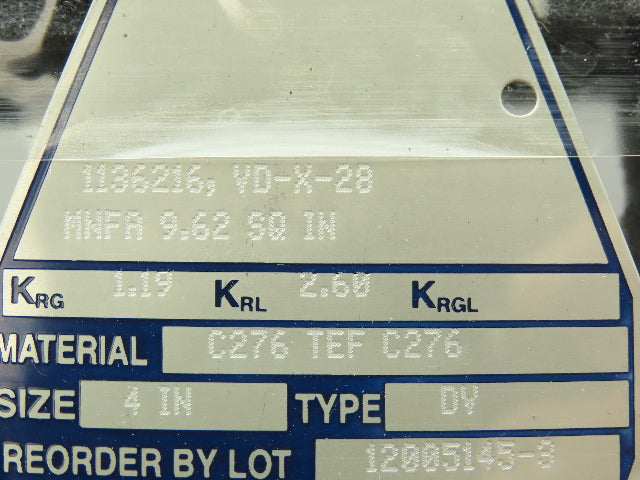 1136216, VD-X-28
MNFA 9.62 SQ IN
KRG 1.19 KRL 2.60 KRGL
MATERIAL C276 TEF C276
SIZE 4 IN TYPE DV
REORDER BY LOT 12005145-3